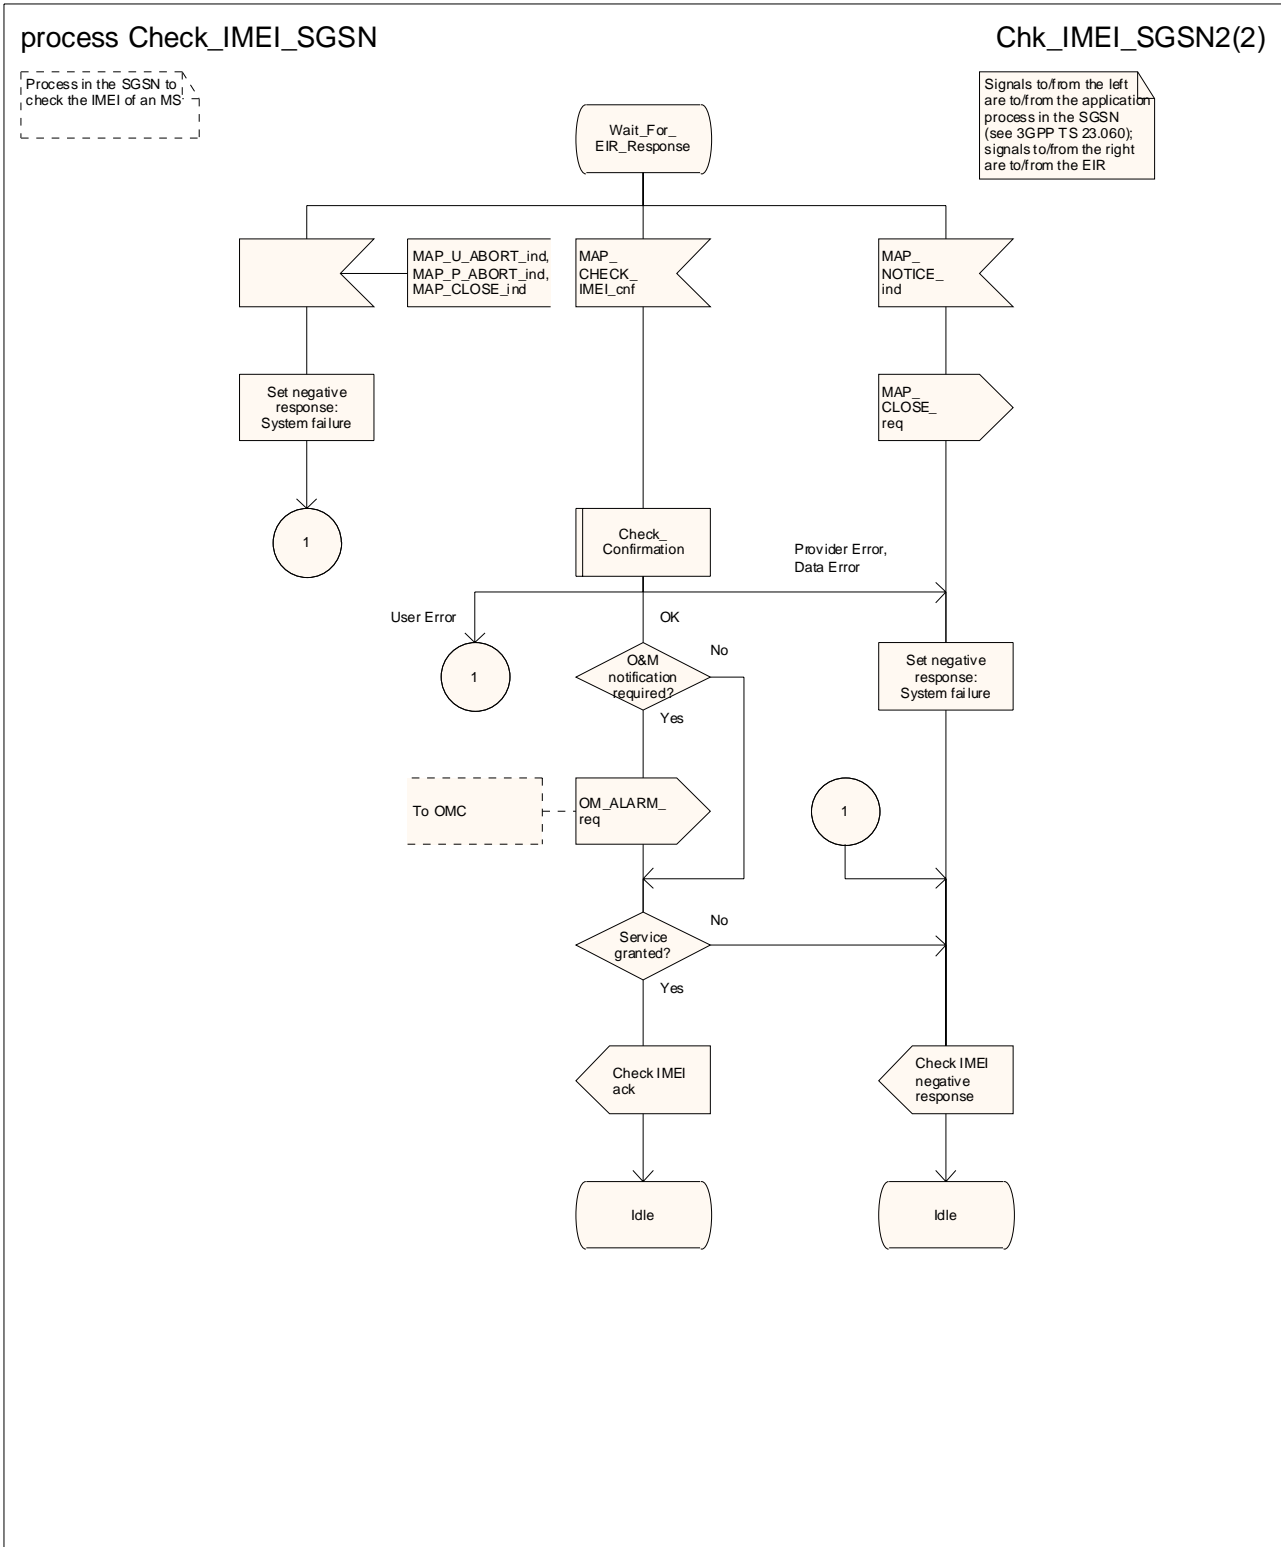 process Check_IMEI_SGSN
Chk_IMEI_SGSN2(2)
Process in the SGSN to
check the IMEI of an MS
Signals to/from the left
are to/from the application
process in the SGSN
(see 3GPP TS 23.060);
signals to/from the right
are to/from the EIR
Wait_For_
EIR_Response
MAP_U_ABORT_ind,
MAP_P_ABORT_ind,
MAP_CLOSE_ind
MAP_
CHECK_
IMEI_cnf
MAP_
NOTICE_
ind
Set negative
response:
System failure
MAP_
CLOSE_
req
1
Check_
Confirmation
Provider Error,
Data Error
User Error
OK
1
O&M
notification
required?
No
Yes
Set negative
response:
System failure
To OMC
OM_ALARM_
req
1
Service
granted?
No
Yes
Check IMEI
ack
Check IMEI
negative
response
Idle
Idle